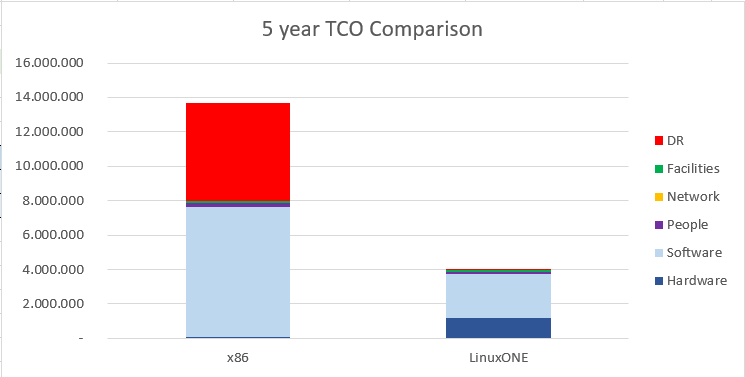 5 year TCO Comparison
16.000.000
14.000.000
12.000.000
10.000.000
8.000.000
6.000.000
4.000.000
2.000.000
-
x86
LinuxONE
DR
Facilities
Network
People
Software
Hardware